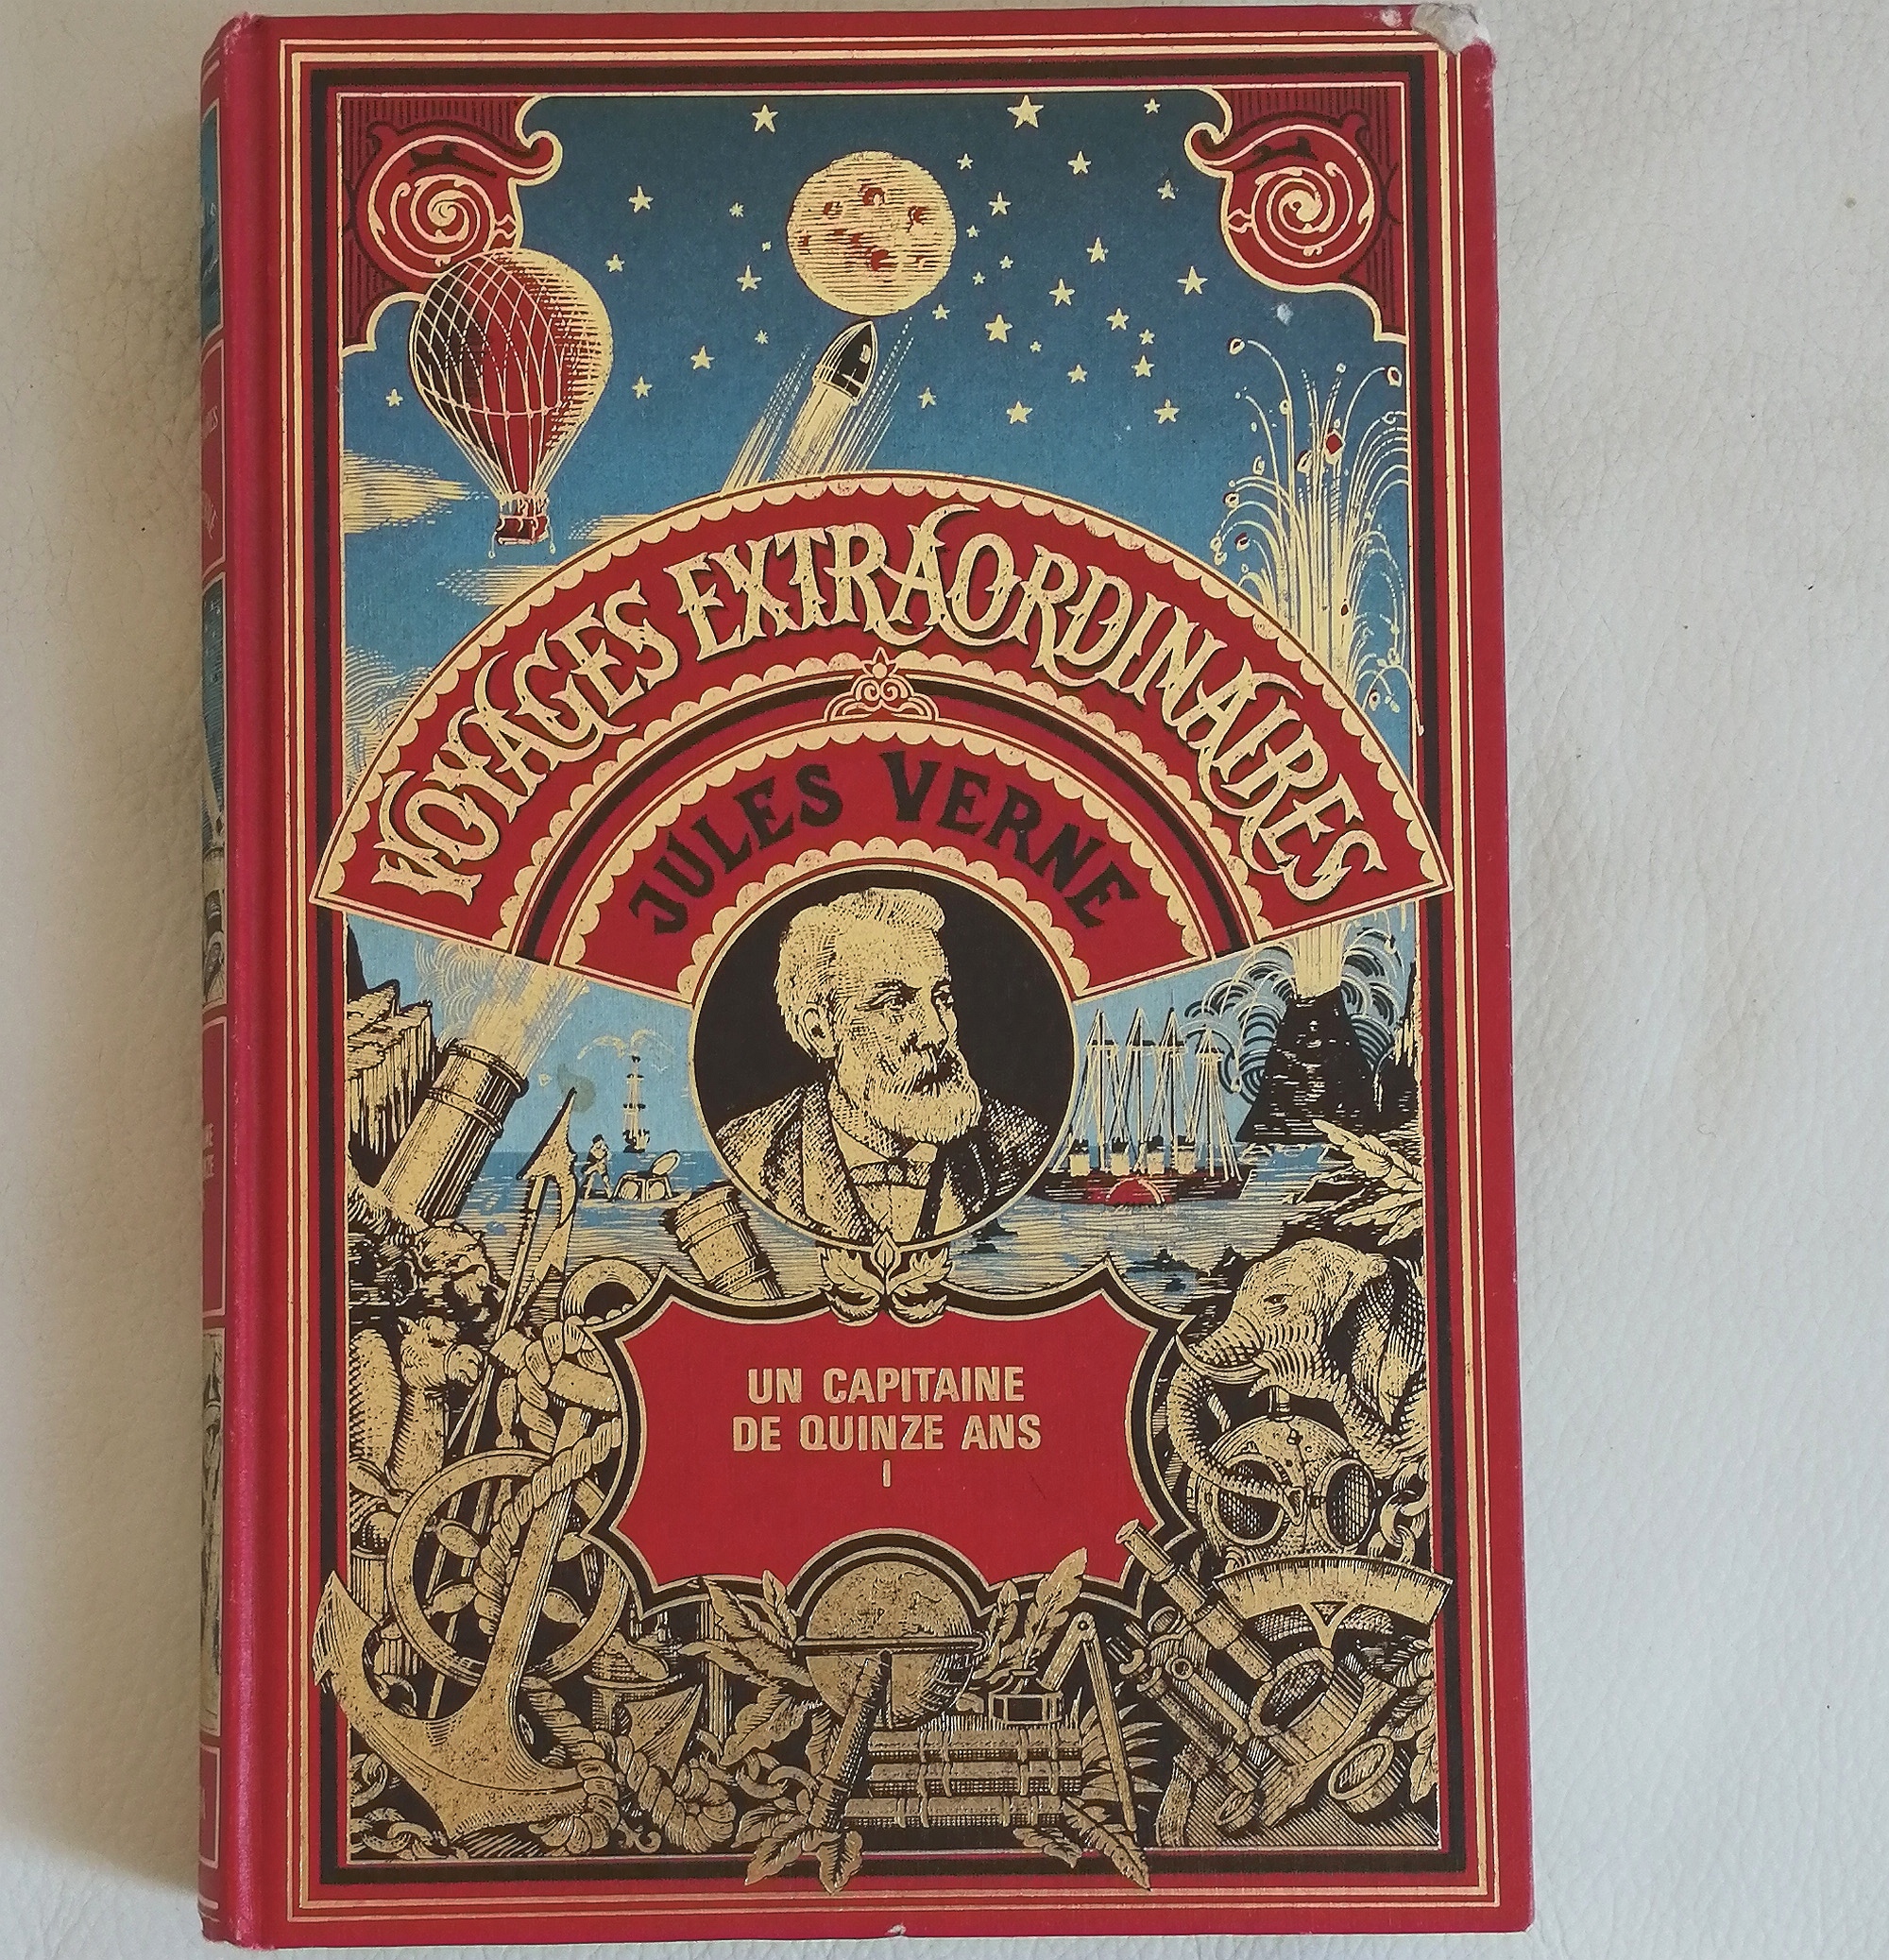 VOYAGES EXTRAORDINAIRES
JULES VERNE
UN CAPITAINE
DE QUINZE ANS
I